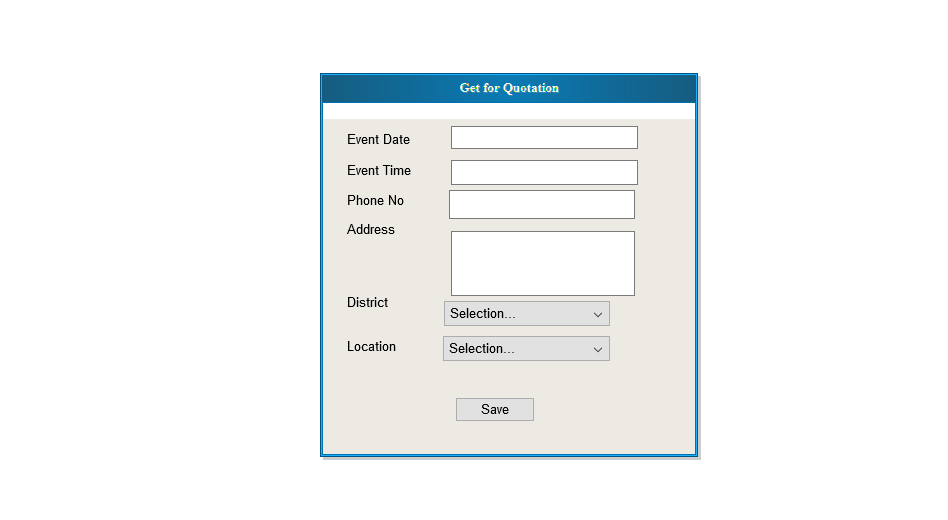 Get for Quotation
Event Date
Event Time
Phone No
Address
District
Selection...
Location
Selection...
Save